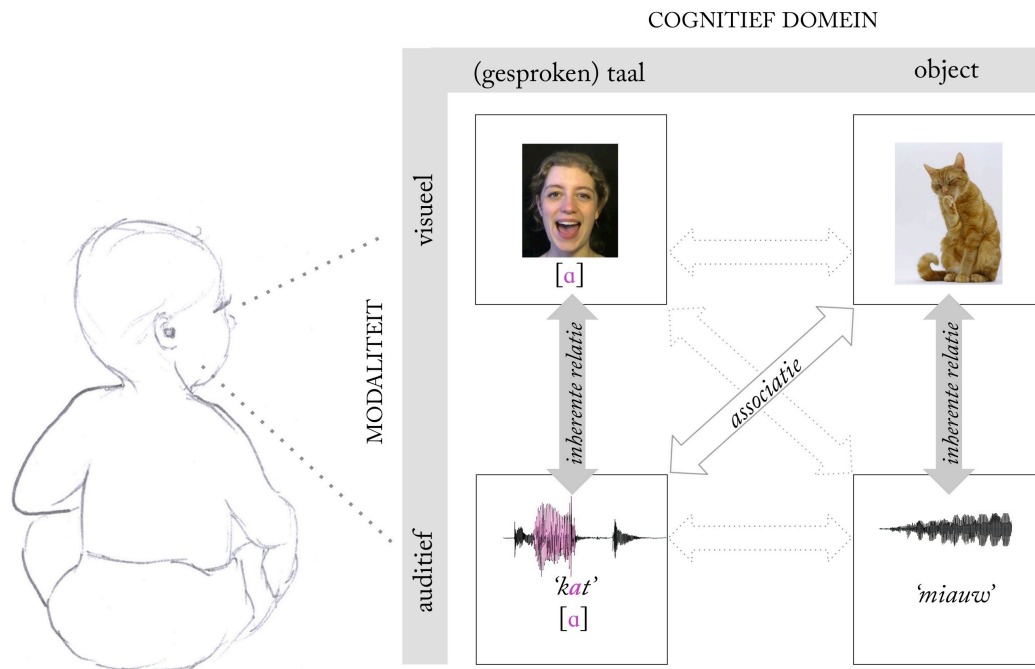 COGNITIEF DOMEIN
(gesproken) taal
object
MODALITEIT
visueel
[ɑ]
inherente relatie
associatie
inherente relatie
auditief
‘kat’
[ɑ]
‘miauw’